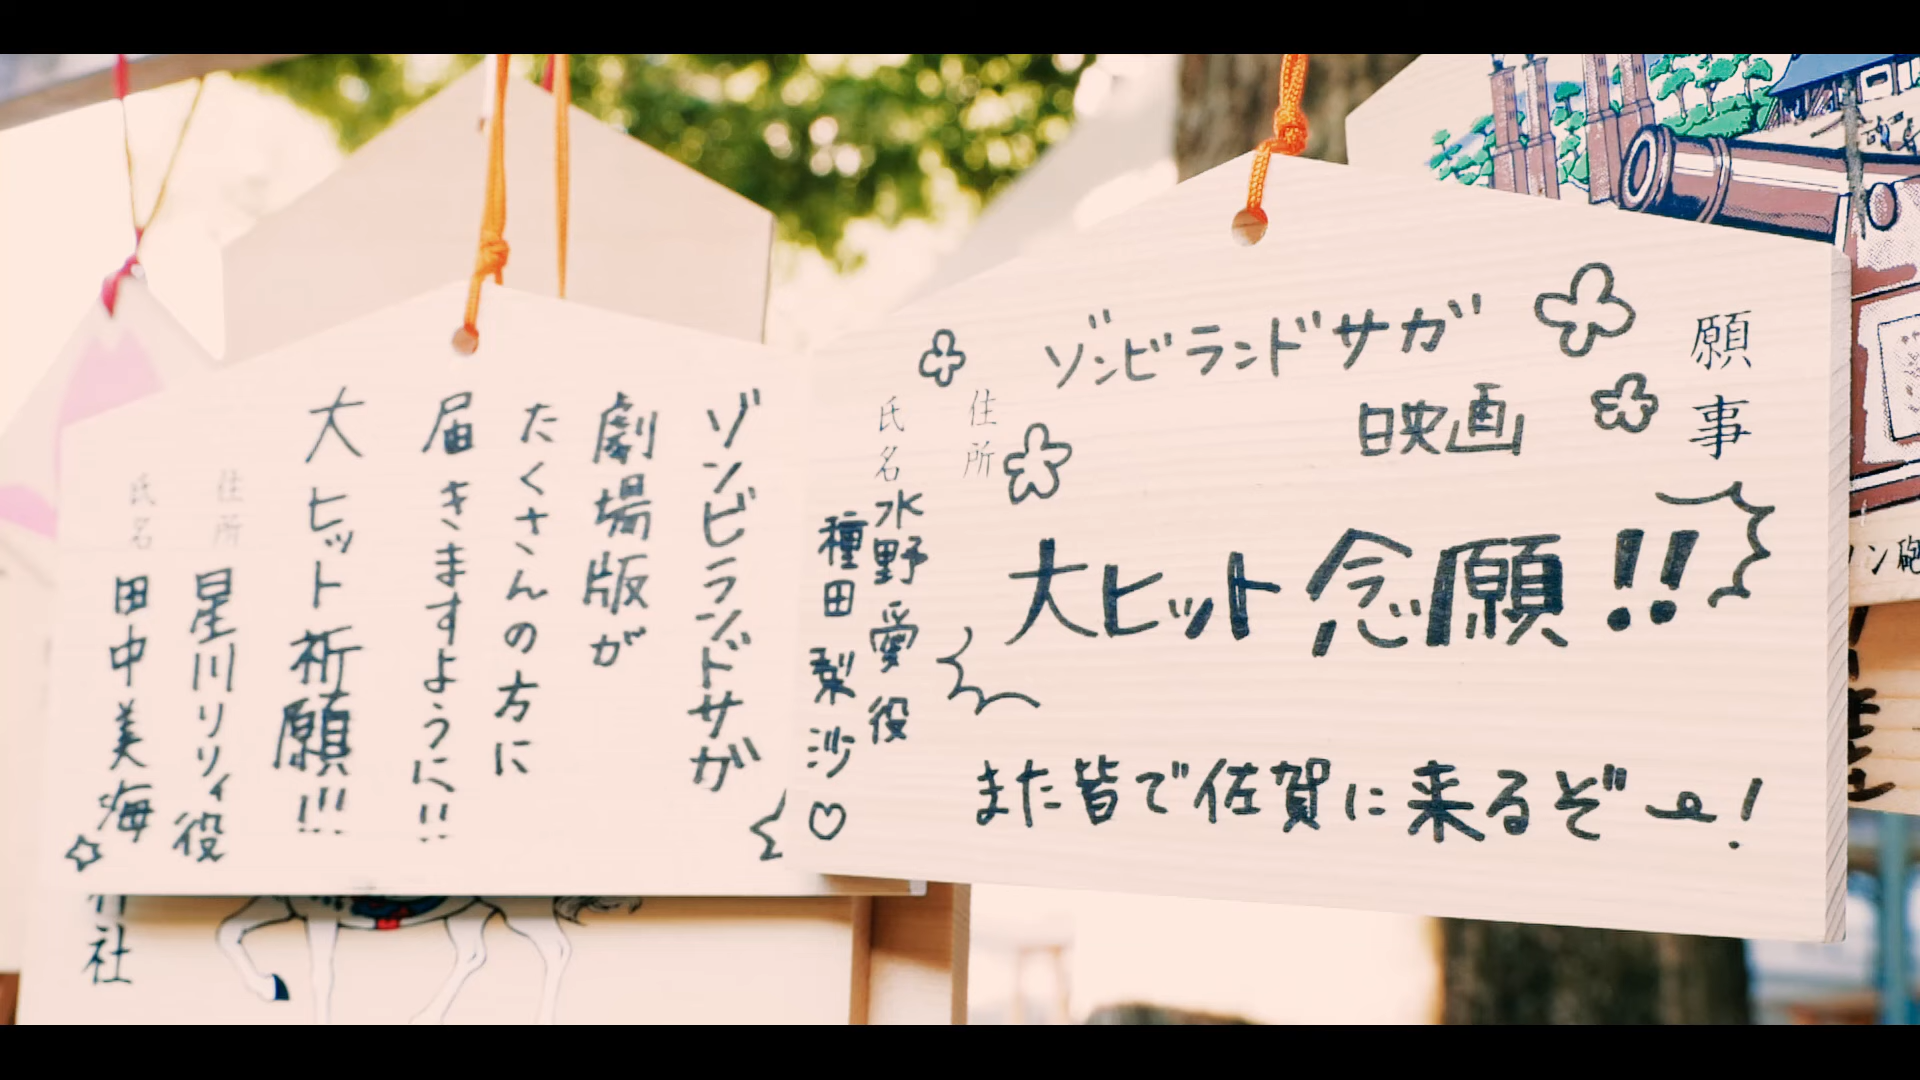 願事
ゾンビランドサガ
映画
大ヒット念願!!
また皆で佐賀に来るぞー!
住所
氏名
水野愛役
種田梨沙♡
ゾンビランドサガ
劇場版が
たくさんの方に
届きますように!!
大ヒット祈願!!!
住所
星川リリィ役
氏名
田中美海
社
ン砲